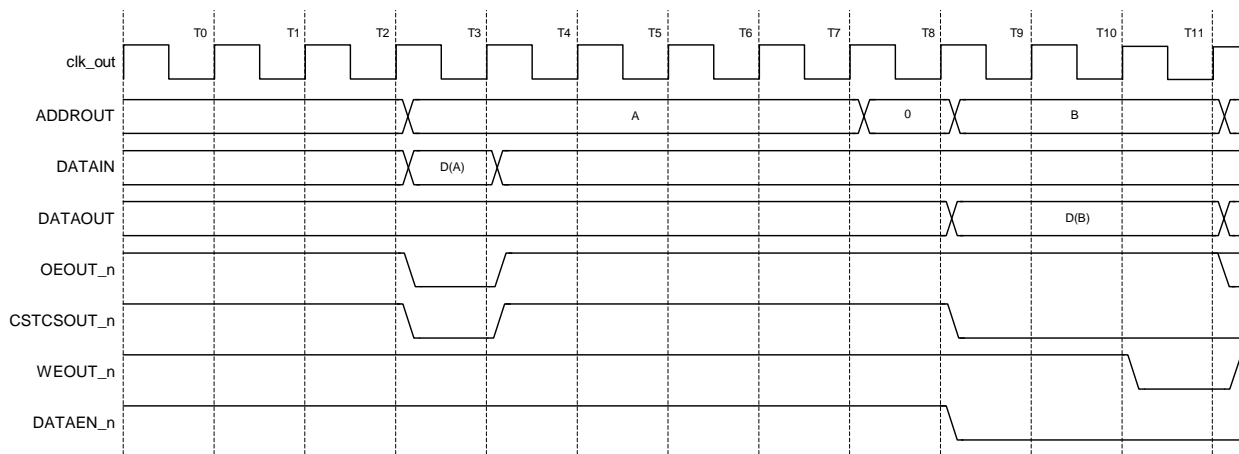 T0 T1 T2 T3 T4 T5 T6 T7 T8 T9 T10 T11
clk_out
ADDROUT A 0 B
DATAIN D(A)
DATAOUT D(B)
OEOUT_n
CSTCSOUT_n
WEOUT_n
DATAEN_n